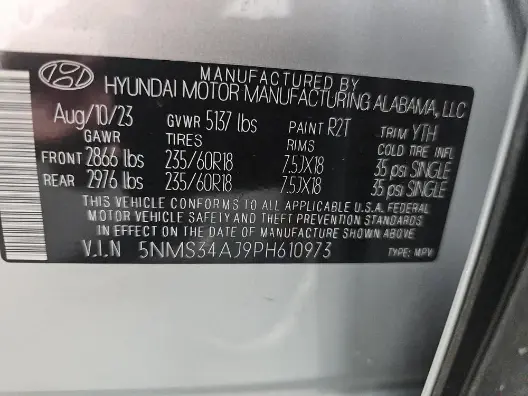 MANUFACTURED BY
HYUNDAI MOTOR MANUFACTURING ALABAMA, LLC
Aug/10/23 GVWR 5137 lbs PAINT R2T TRIM YTH
GAWR TIRES RIMS COLD TIRE INFL
FRONT 2866 lbs 235/60R18 7.5JX18 35 psi SINGLE
REAR 2976 lbs 235/60R18 7.5JX18 35 psi SINGLE
THIS VEHICLE CONFORMS TO ALL APPLICABLE U.S.A. FEDERAL
MOTOR VEHICLE SAFETY AND THEFT PREVENTION STANDARDS
IN EFFECT ON THE DATE OF MANUFACTURE SHOWN ABOVE.
V.I.N 5NMS34AJ9PH610973 TYPE: MPV